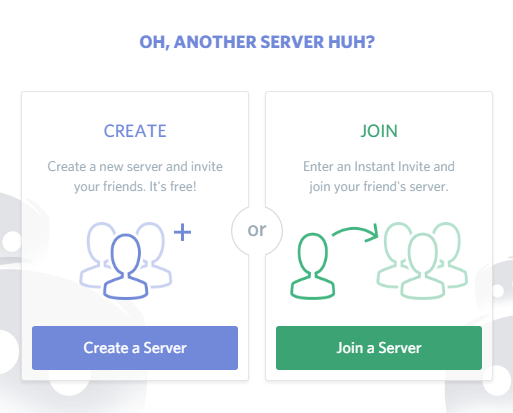 OH, ANOTHER SERVER HUH?
CREATE
Create a new server and invite
your friends. It's free!
Create a Server
or
JOIN
Enter an Instant Invite and
join your friend's server.
Join a Server